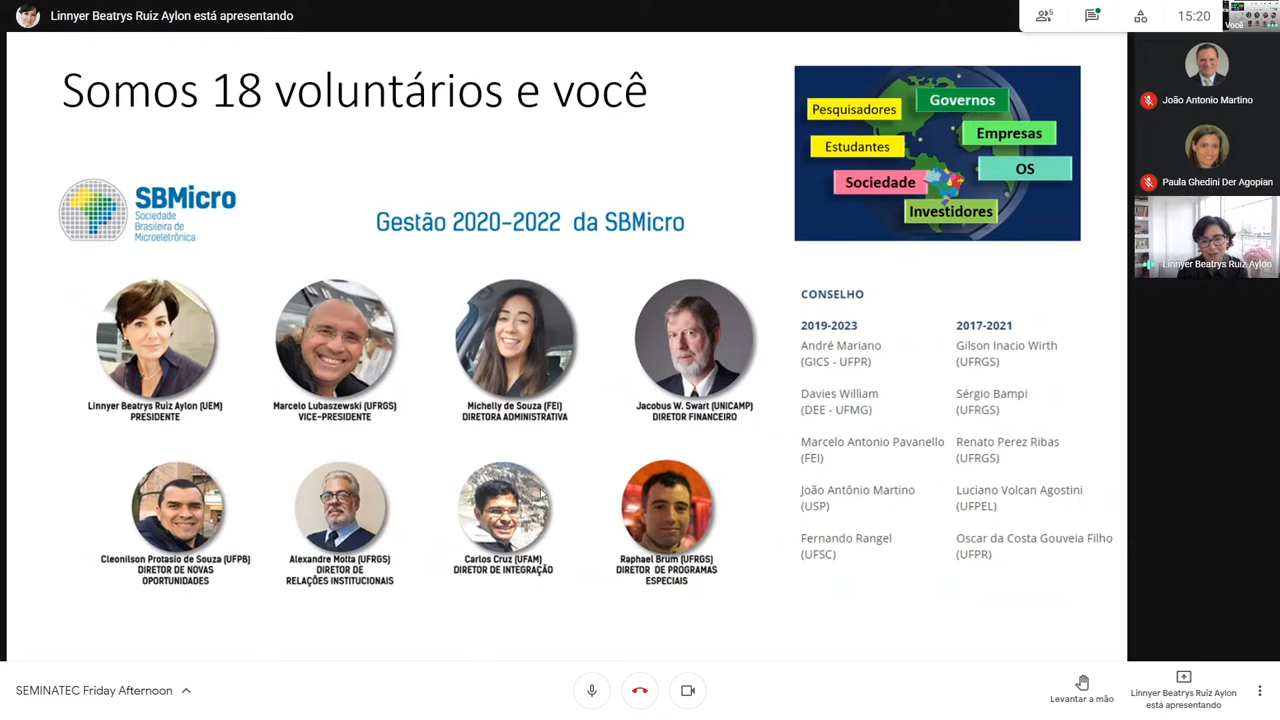 Linnyer Beatrys Ruiz Aylon está apresentando
5
15:20
Você
Somos 18 voluntários e você
Pesquisadores
Governos
Estudantes
Empresas
OS
Sociedade
Investidores
SBMicro
Sociedade
Brasileira de
Microeletrônica
Gestão 2020-2022 da SBMicro
Linnyer Beatrys Ruiz Aylon (UEM)
PRESIDENTE
Marcelo Lubaszewski (UFRGS)
VICE-PRESIDENTE
Michelly de Souza (FEI)
DIRETORA ADMINISTRATIVA
Jacobus W. Swart (UNICAMP)
DIRETOR FINANCEIRO
Cleonilson Protasio de Souza (UFPB)
DIRETOR DE NOVAS
OPORTUNIDADES
Alexandre Motta (UFRGS)
DIRETOR DE
RELAÇÕES INSTITUCIONAIS
Carlos Cruz (UFAM)
DIRETOR DE INTEGRAÇÃO
Raphael Brum (UFRGS)
DIRETOR DE PROGRAMAS
ESPECIAIS
CONSELHO
2019-2023
André Mariano
(GICS - UFPR)
Davies William
(DEE - UFMG)
Marcelo Antonio Pavanello
(FEI)
João Antônio Martino
(USP)
Fernando Rangel
(UFSC)
2017-2021
Gilson Inacio Wirth
(UFRGS)
Sérgio Bampi
(UFRGS)
Renato Perez Ribas
(UFRGS)
Luciano Volcan Agostini
(UFPEL)
Oscar da Costa Gouveia Filho
(UFPR)
João Antonio Martino
Paula Ghedini Der Agopian
Linnyer Beatrys Ruiz Aylon
SEMINATEC Friday Afternoon
Levantar a mão
Linnyer Beatrys Ruiz Aylon
está apresentando